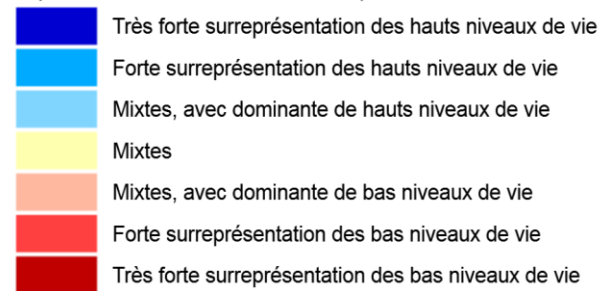 Très forte surreprésentation des hauts niveaux de vie
Forte surreprésentation des hauts niveaux de vie
Mixtes, avec dominante de hauts niveaux de vie
Mixtes
Mixtes, avec dominante de bas niveaux de vie
Forte surreprésentation des bas niveaux de vie
Très forte surreprésentation des bas niveaux de vie